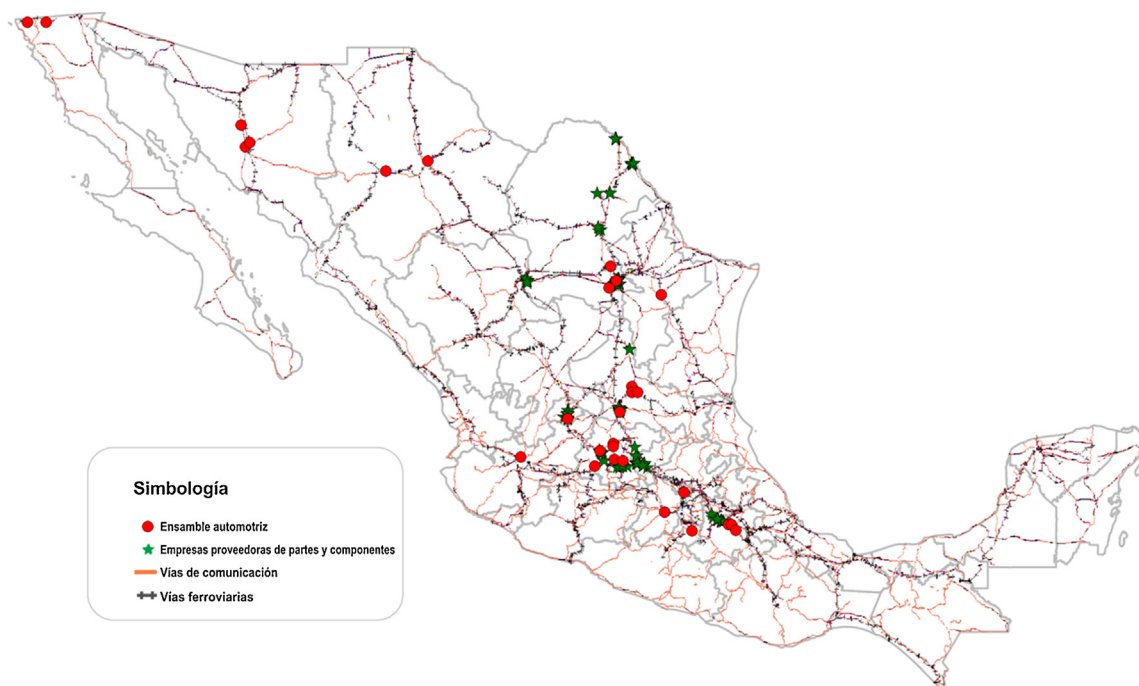 Simbología
Ensamble automotriz
Empresas proveedoras de partes y componentes
Vías de comunicación
Vías ferroviarias